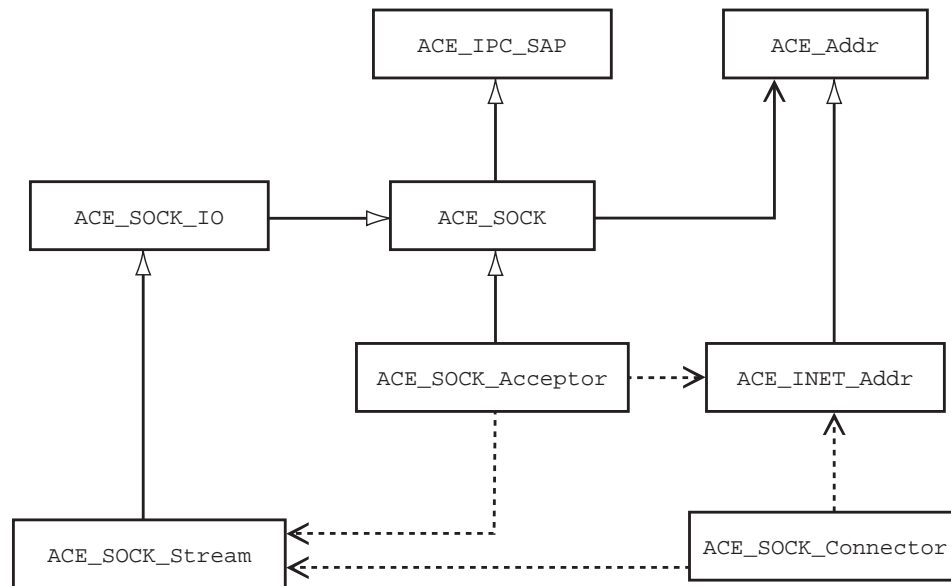 ACE_IPC_SAP
ACE_Addr
ACE_SOCK_IO
ACE_SOCK
ACE_SOCK_Acceptor
ACE_INET_Addr
ACE_SOCK_Stream
ACE_SOCK_Connector